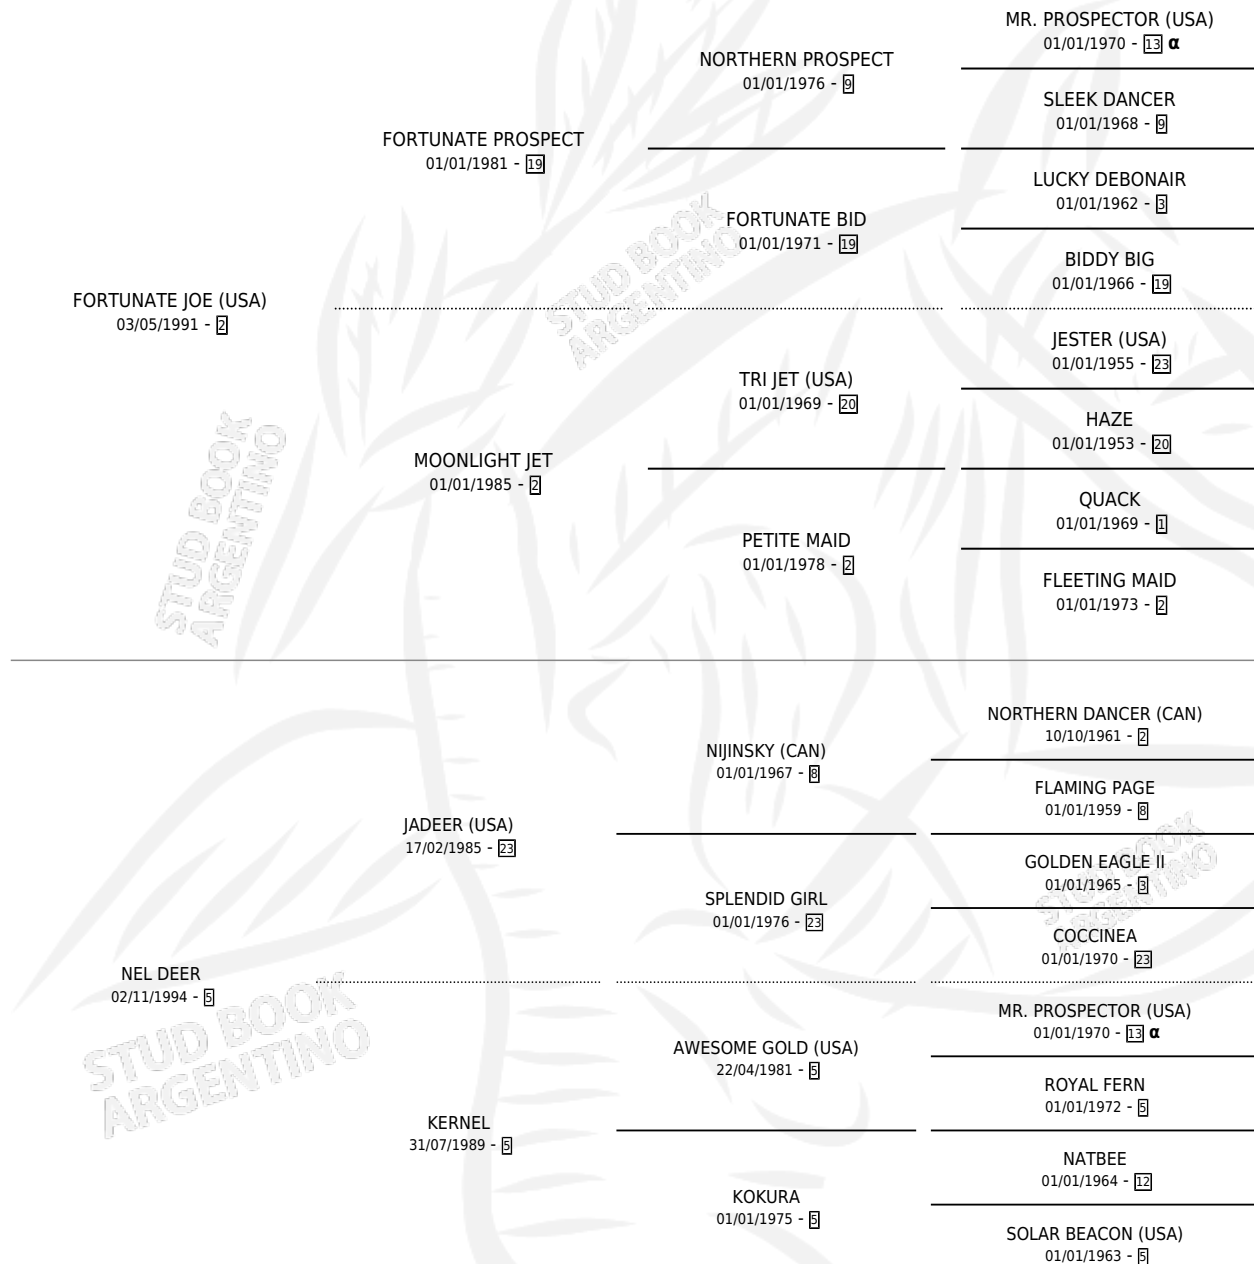 MR. PROSPECTOR (USA)
01/01/1970 - 13 α
NORTHERN PROSPECT
01/01/1976 - 9
SLEEK DANCER
01/01/1968 - 9
FORTUNATE PROSPECT
01/01/1981 - 19
LUCKY DEBONAIR
01/01/1962 - 3
FORTUNATE BID
01/01/1971 - 19
BIDDY BIG
01/01/1966 - 19
FORTUNATE JOE (USA)
03/05/1991 - 2
JESTER (USA)
01/01/1955 - 23
TRI JET (USA)
01/01/1969 - 20
HAZE
01/01/1953 - 20
MOONLIGHT JET
01/01/1985 - 2
QUACK
01/01/1969 - 1
PETITE MAID
01/01/1978 - 2
FLEETING MAID
01/01/1973 - 2
STUD BOOK
ARGENTINO
STUD BOOK
ARGENTINO
NORTHERN DANCER (CAN)
10/10/1961 - 2
NIJINSKY (CAN)
01/01/1967 - 8
FLAMING PAGE
01/01/1959 - 8
JADEER (USA)
17/02/1985 - 23
GOLDEN EAGLE II
01/01/1965 - 3
SPLENDID GIRL
01/01/1976 - 23
COCCINEA
01/01/1970 - 23
NEL DEER
02/11/1994 - 5
MR. PROSPECTOR (USA)
01/01/1970 - 13 α
AWESOME GOLD (USA)
22/04/1981 - 5
ROYAL FERN
01/01/1972 - 5
KERNEL
31/07/1989 - 5
NATBEE
01/01/1964 - 12
KOKURA
01/01/1975 - 5
SOLAR BEACON (USA)
01/01/1963 - 5
STUD BOOK
ARGENTINO
STUD BOOK
ARGENTINO